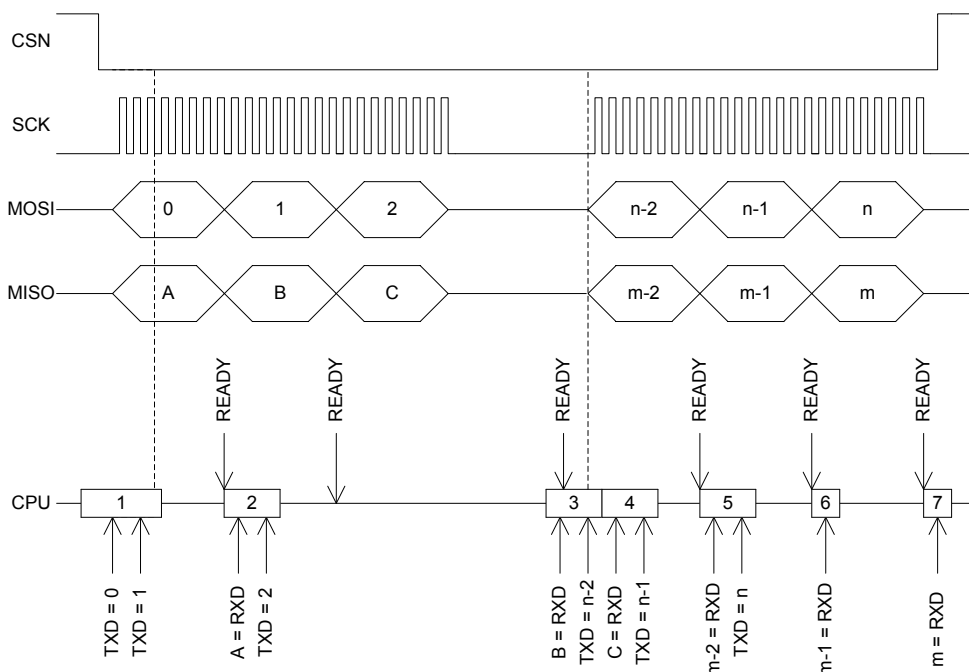 CSN
SCK
MOSI
0
1
2
n-2
n-1
n
MISO
A
B
C
m-2
m-1
m
READY
READY
READY
READY
READY
READY
CPU
1
2
3
4
5
6
7
TXD = 0
TXD = 1
A = RXD
TXD = 2
B = RXD
TXD = n-2
C = RXD
TXD = n-1
m-2 = RXD
TXD = n
m-1 = RXD
m = RXD